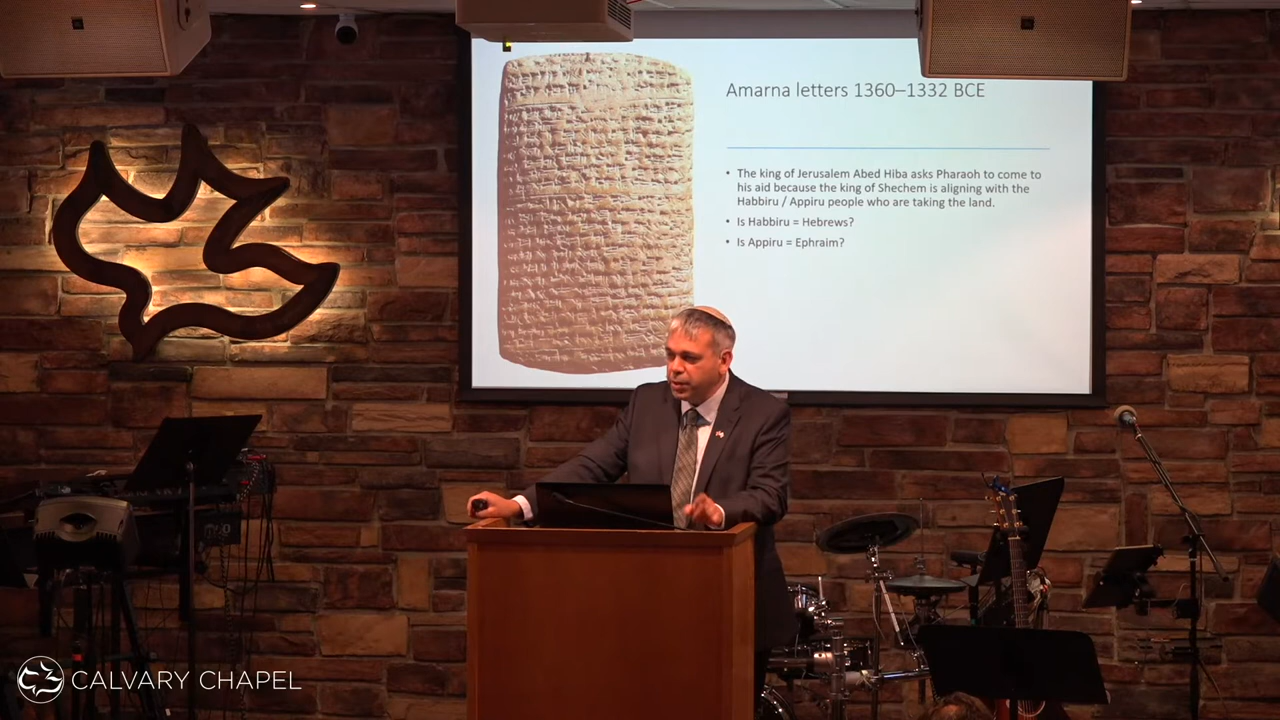 Amarna letters 1360–1332 BCE
• The king of Jerusalem Abed Hiba asks Pharaoh to come to
his aid because the king of Shechem is aligning with the
Habbiru / Appiru people who are taking the land.
• Is Habbiru = Hebrews?
• Is Appiru = Ephraim?
CALVARY CHAPEL